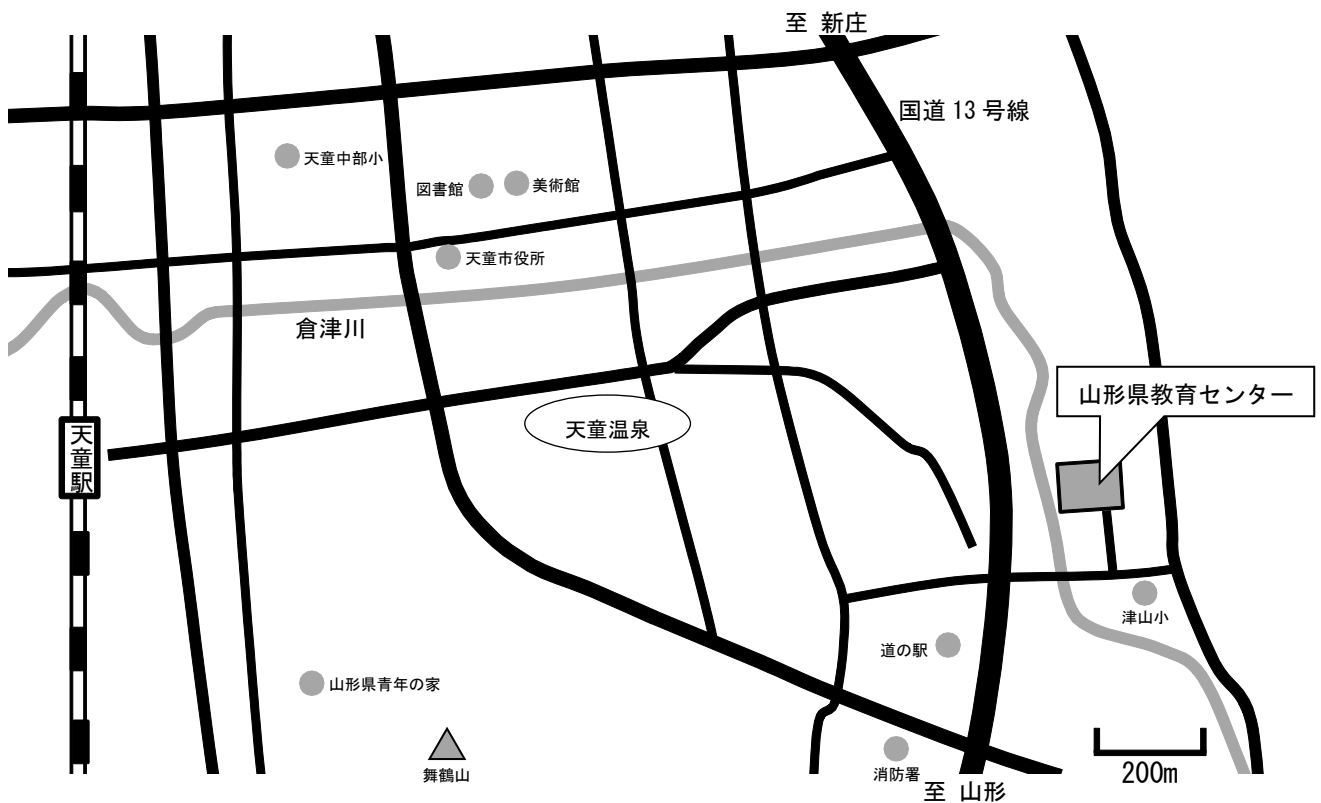 至 新庄
国道 13 号線
天童中部小
図書館
美術館
天童市役所
倉津川
山形県教育センター
天童駅
天童温泉
津山小
道の駅
山形県青年の家
舞鶴山
消防署
200m
至 山形